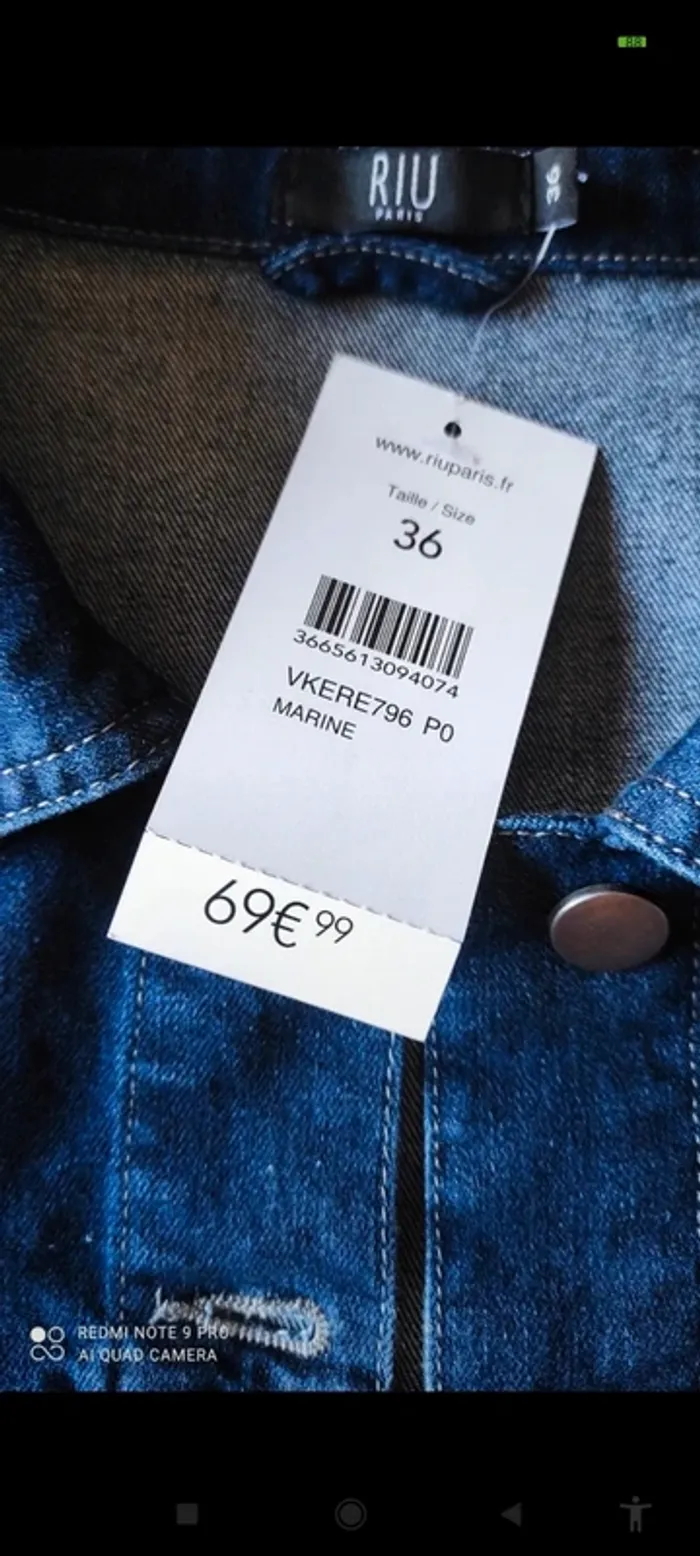 88
RIU
PARIS
36
www.riuparis.fr
Taille / Size
36
3665613094074
VKERE796 P0
MARINE
69€99
REDMI NOTE 9 PRO
AI QUAD CAMERA